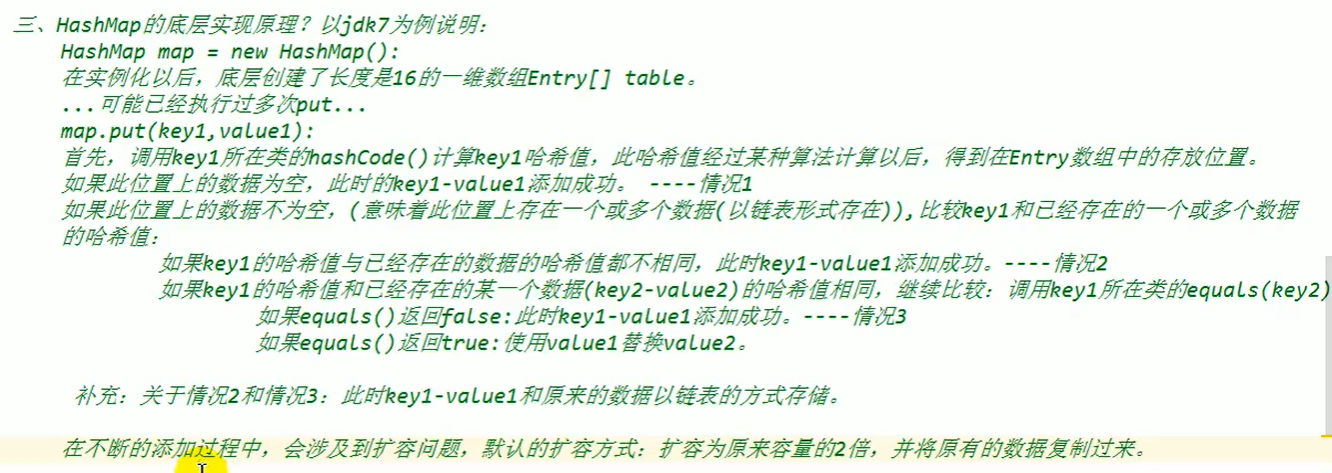 三、HashMap的底层实现原理？以jdk7为例说明：
HashMap map = new HashMap():
在实例化以后，底层创建了长度是16的一维数组Entry[] table。
...可能已经执行过多次put...
map.put(key1,value1):
首先，调用key1所在类的hashCode()计算key1哈希值，此哈希值经过某种算法计算以后，得到在Entry数组中的存放位置。
如果此位置上的数据为空，此时的key1-value1添加成功。 ----情况1
如果此位置上的数据不为空，(意味着此位置上存在一个或多个数据(以链表形式存在)),比较key1和已经存在的一个或多个数据
的哈希值：
如果key1的哈希值与已经存在的数据的哈希值都不相同，此时key1-value1添加成功。----情况2
如果key1的哈希值和已经存在的某一个数据(key2-value2)的哈希值相同，继续比较：调用key1所在类的equals(key2)
如果equals()返回false:此时key1-value1添加成功。----情况3
如果equals()返回true:使用value1替换value2。
补充：关于情况2和情况3：此时key1-value1和原来的数据以链表的方式存储。
在不断的添加过程中，会涉及到扩容问题，默认的扩容方式：扩容为原来容量的2倍，并将原有的数据复制过来。